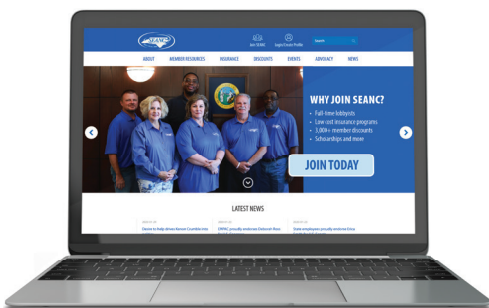 SEANC
Join SEANC
Login/Create Profile
Search
ABOUT
MEMBER RESOURCES
INSURANCE
DISCOUNTS
EVENTS
ADVOCACY
NEWS
WHY JOIN SEANC?
• Full-time lobbyists
• Low-cost insurance programs
• 3,000+ member discounts
• Scholarships and more
JOIN TODAY
LATEST NEWS